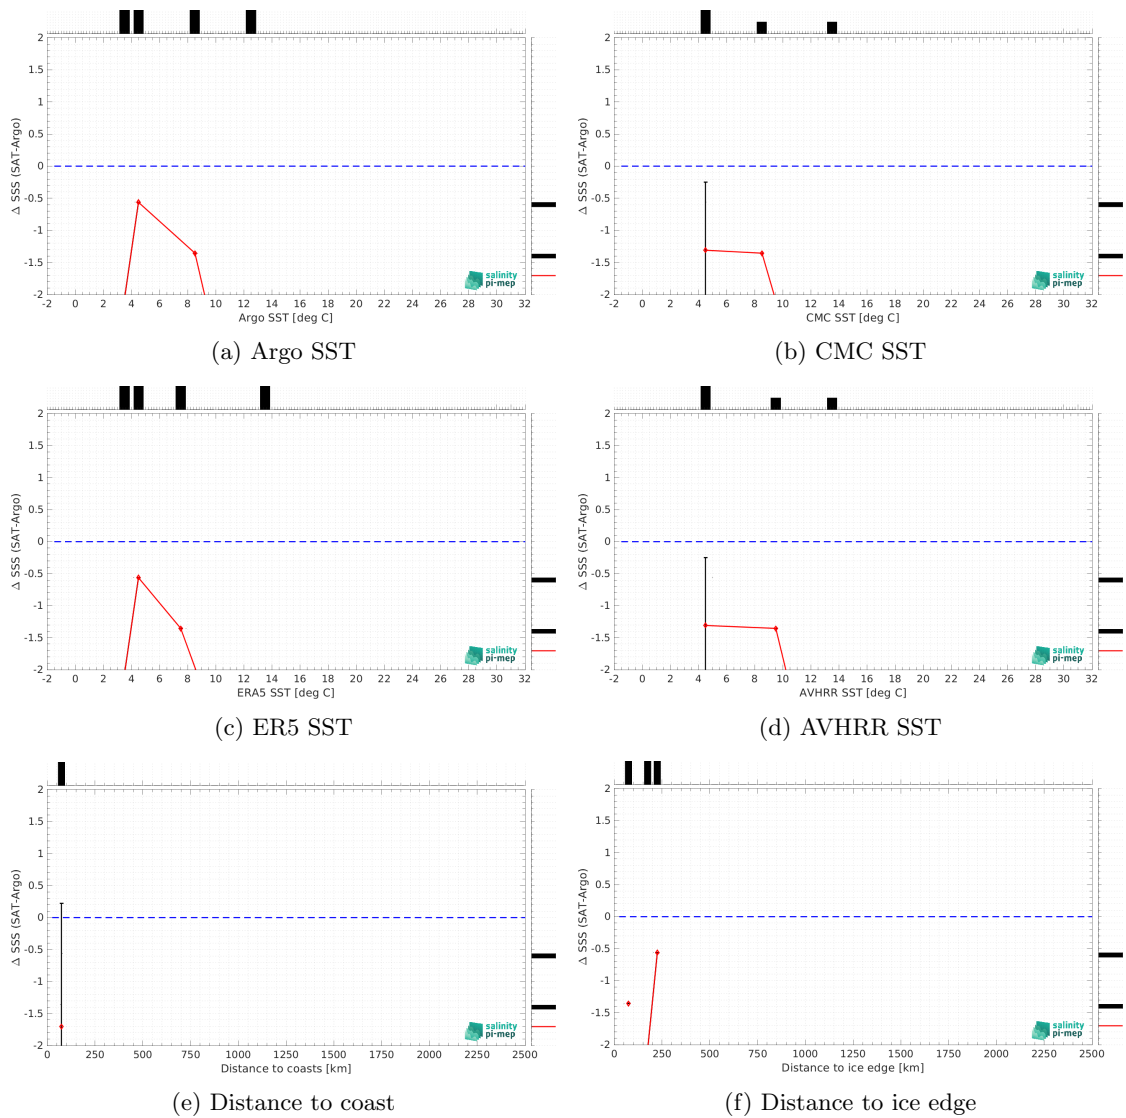 2
1.5
1
0.5
0
-0.5
-1
-1.5
-2
Δ SSS (SAT-Argo)
-2 0 2 4 6 8 10 12 14 16 18 20 22 24 26 28 30 32
Argo SST [deg C]
salinity
pi-mep
(a) Argo SST
2
1.5
1
0.5
0
-0.5
-1
-1.5
-2
Δ SSS (SAT-Argo)
-2 0 2 4 6 8 10 12 14 16 18 20 22 24 26 28 30 32
CMC SST [deg C]
salinity
pi-mep
(b) CMC SST
2
1.5
1
0.5
0
-0.5
-1
-1.5
-2
Δ SSS (SAT-Argo)
-2 0 2 4 6 8 10 12 14 16 18 20 22 24 26 28 30 32
ERA5 SST [deg C]
salinity
pi-mep
(c) ER5 SST
2
1.5
1
0.5
0
-0.5
-1
-1.5
-2
Δ SSS (SAT-Argo)
-2 0 2 4 6 8 10 12 14 16 18 20 22 24 26 28 30 32
AVHRR SST [deg C]
salinity
pi-mep
(d) AVHRR SST
2
1.5
1
0.5
0
-0.5
-1
-1.5
-2
Δ SSS (SAT-Argo)
0 250 500 750 1000 1250 1500 1750 2000 2250 2500
Distance to coasts [km]
salinity
pi-mep
(e) Distance to coast
2
1.5
1
0.5
0
-0.5
-1
-1.5
-2
Δ SSS (SAT-Argo)
0 250 500 750 1000 1250 1500 1750 2000 2250 2500
Distance to ice edge [km]
salinity
pi-mep
(f) Distance to ice edge